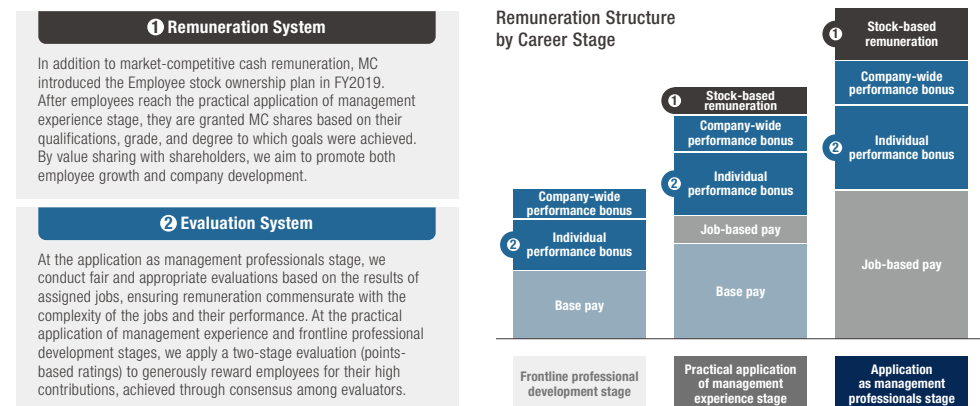 ❶ Remuneration System
In addition to market-competitive cash remuneration, MC
introduced the Employee stock ownership plan in FY2019.
After employees reach the practical application of management
experience stage, they are granted MC shares based on their
qualifications, grade, and degree to which goals were achieved.
By value sharing with shareholders, we aim to promote both
employee growth and company development.
❷ Evaluation System
At the application as management professionals stage, we
conduct fair and appropriate evaluations based on the results of
assigned jobs, ensuring remuneration commensurate with the
complexity of the jobs and their performance. At the practical
application of management experience and frontline professional
development stages, we apply a two-stage evaluation (points-
based ratings) to generously reward employees for their high
contributions, achieved through consensus among evaluators.
Remuneration Structure
by Career Stage
Company-wide
performance bonus
❷ Individual
performance bonus
Base pay
Frontline professional
development stage
❶ Stock-based
remuneration
Company-wide
performance bonus
❷ Individual
performance bonus
Job-based pay
Base pay
Practical application
of management
experience stage
❶ Stock-based
remuneration
Company-wide
performance bonus
❷ Individual
performance bonus
Job-based pay
Application
as management
professionals stage